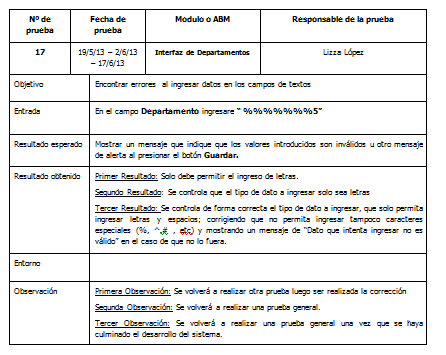 Nº de prueba Fecha de prueba Modulo o ABM Responsable de la prueba
17 19/5/13 – 2/6/13 – 17/6/13 Interfaz de Departamentos Lizza López
Objetivo Encontrar errores al ingresar datos en los campos de textos
Entrada En el campo Departamento ingresare “ %%%%%%%5”
Resultado esperado Mostrar un mensaje que indique que los valores introducidos son inválidos u otro mensaje
de alerta al presionar el botón Guardar.
Resultado obtenido Primer Resultado: Solo debe permitir el ingreso de letras.
Segundo Resultado: Se controla que el tipo de dato a ingresar solo sea letras
Tercer Resultado: Se controla de forma correcta el tipo de dato a ingresar, que solo permita
ingresar letras y espacios; corrigiendo que no permita ingresar tampoco caracteres
especiales (%, ^,# , etc) y mostrando un mensaje de “Dato que intenta ingresar no es
válido” en el caso de que no lo fuera.
Entorno
Observación Primera Observación: Se volverá a realizar otra prueba luego ser realizada la corrección
Segunda Observación: Se volverá a realizar una prueba general.
Tercer Observación: Se volverá a realizar una prueba general una vez que se haya
culminado el desarrollo del sistema.